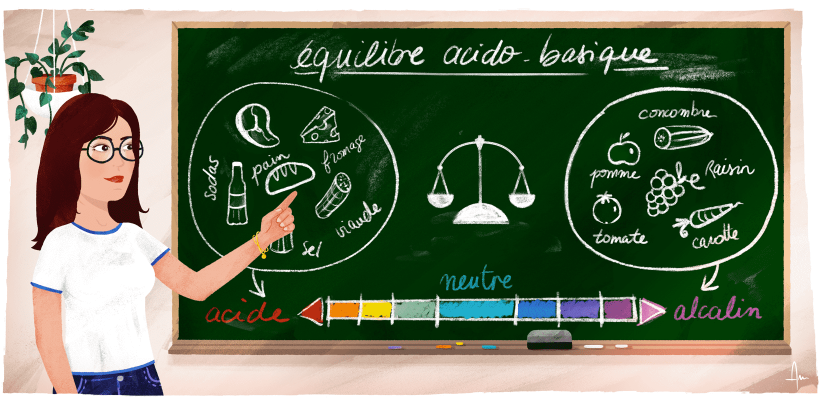 équilibre acido-basique
sodas
pain
fromage
viande
sel
concombre
pomme
Raisin
tomate
carotte
neutre
acide
alcalin